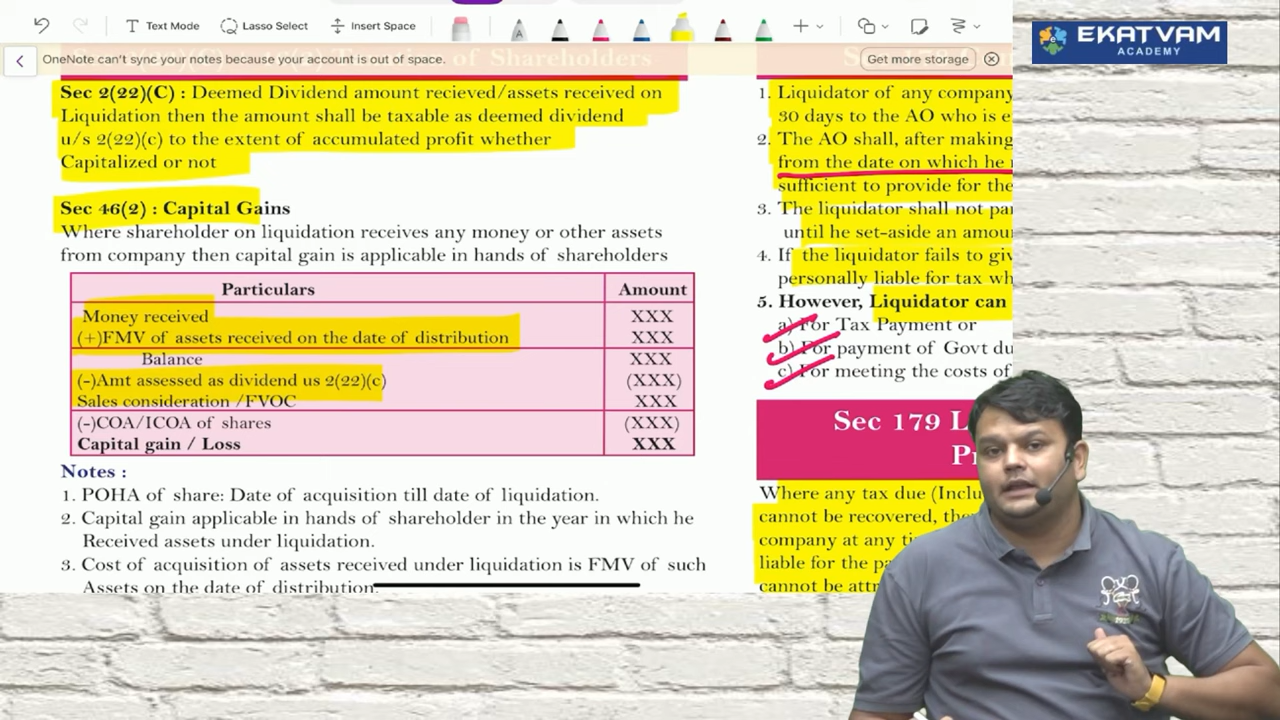 Text Mode
Lasso Select
Insert Space
OneNote can't sync your notes because your account is out of space.
Get more storage
of Shareholders
Sec 2(22)(C) : Deemed Dividend amount recieved/assets received on
Liquidation then the amount shall be taxable as deemed dividend
u/s 2(22)(c) to the extent of accumulated profit whether
Capitalized or not
Sec 46(2) : Capital Gains
Where shareholder on liquidation receives any money or other assets
from company then capital gain is applicable in hands of shareholders
Particulars Amount
Money received XXX
(+)FMV of assets received on the date of distribution XXX
Balance XXX
(-)Amt assessed as dividend us 2(22)(c) (XXX)
Sales consideration /FVOC XXX
(-)COA/ICOA of shares (XXX)
Capital gain / Loss XXX
Notes :
1. POHA of share: Date of acquisition till date of liquidation.
2. Capital gain applicable in hands of shareholder in the year in which he
Received assets under liquidation.
3. Cost of acquisition of assets received under liquidation is FMV of such
Assets on the date of distribution.
1. Liquidator of any company
30 days to the AO who is e
2. The AO shall, after making
from the date on which he
sufficient to provide for the
3. The liquidator shall not pa
until he set-aside an amou
4. If the liquidator fails to giv
personally liable for tax wh
5. However, Liquidator can
a) For Tax Payment or
b) For payment of Govt du
c) For meeting the costs of
Sec 179 L
Where any tax due (Inclu
cannot be recovered, the
company at any ti
liable for the pa
cannot be attr
EKATVAM
ACADEMY